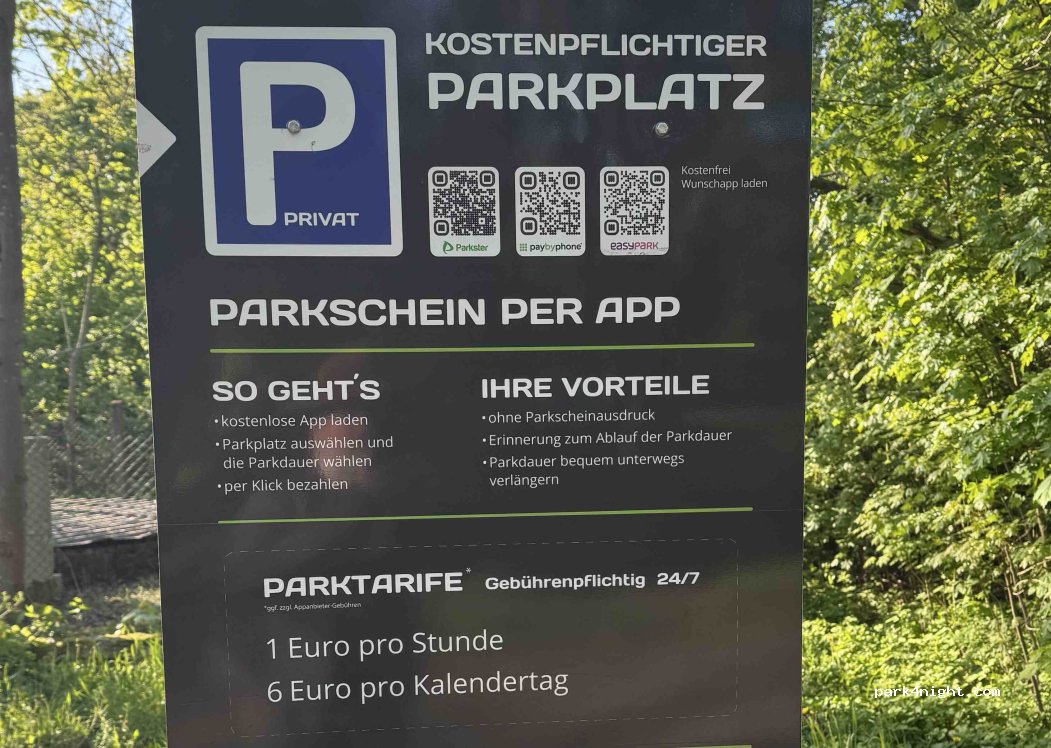 KOSTENPFLICHTIGER
PARKPLATZ
P
PRIVAT
Kostenfrei
Wunschapp laden
Parkster
paybyphone
easyPARK
PARKSCHEIN PER APP
SO GEHT´S
•kostenlose App laden
•Parkplatz auswählen und
die Parkdauer wählen
•per Klick bezahlen
IHRE VORTEILE
•ohne Parkscheinausdruck
•Erinnerung zum Ablauf der Parkdauer
•Parkdauer bequem unterwegs
verlängern
PARKTARIFE* Gebührenpflichtig 24/7
*ggf. zzgl. Appanbieter-Gebühren
1 Euro pro Stunde
6 Euro pro Kalendertag
park4night.com